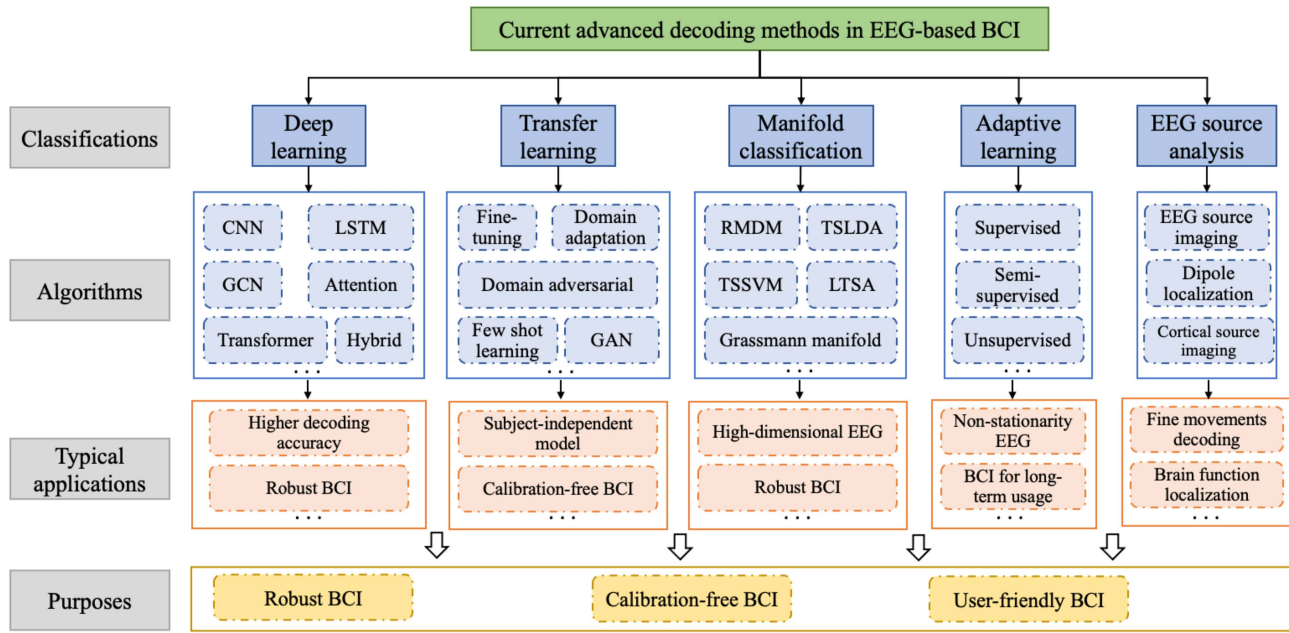 Current advanced decoding methods in EEG-based BCI
Classifications
Deep
learning
Transfer
learning
Manifold
classification
Adaptive
learning
EEG source
analysis
Algorithms
CNN
LSTM
GCN
Attention
Transformer
Hybrid
...
Fine-
tuning
Domain
adaptation
Domain adversarial
Few shot
learning
GAN
...
RMDM
TSLDA
TSSVM
LTSA
Grassmann manifold
...
Supervised
Semi-
supervised
Unsupervised
...
EEG source
imaging
Dipole
localization
Cortical source
imaging
...
Typical
applications
Higher decoding
accuracy
Robust BCI
...
Subject-independent
model
Calibration-free BCI
...
High-dimensional EEG
Robust BCI
...
Non-stationarity
EEG
BCI for long-
term usage
...
Fine movements
decoding
Brain function
localization
...
Purposes
Robust BCI
Calibration-free BCI
User-friendly BCI